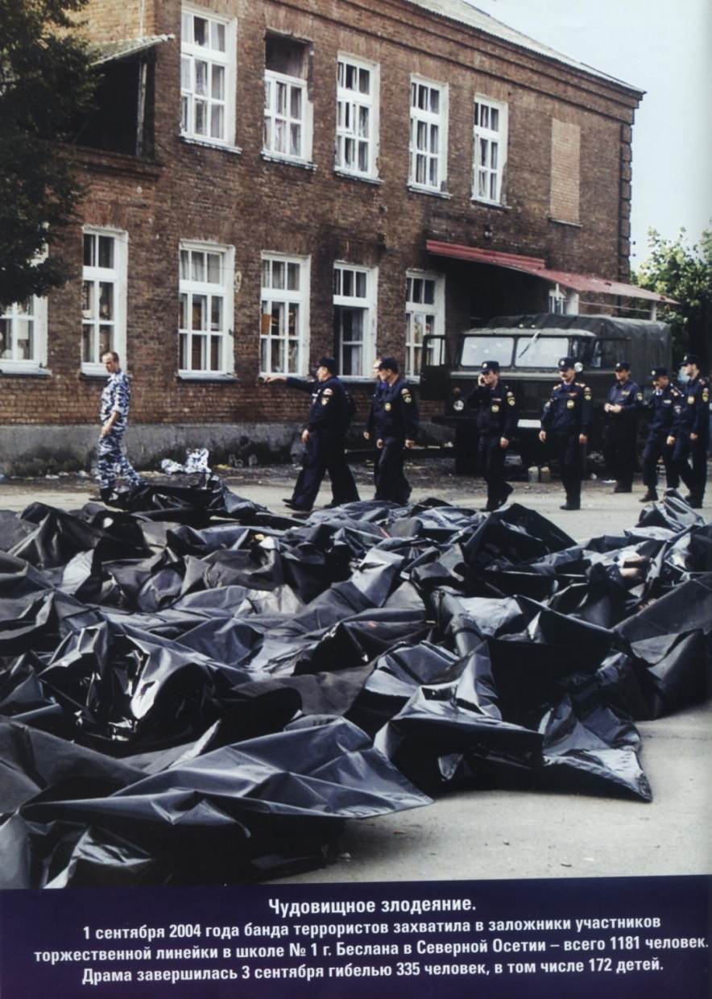 Чудовищное злодеяние.
1 сентября 2004 года банда террористов захватила в заложники участников
торжественной линейки в школе № 1 г. Беслана в Северной Осетии – всего 1181 человек.
Драма завершилась 3 сентября гибелью 335 человек, в том числе 172 детей.